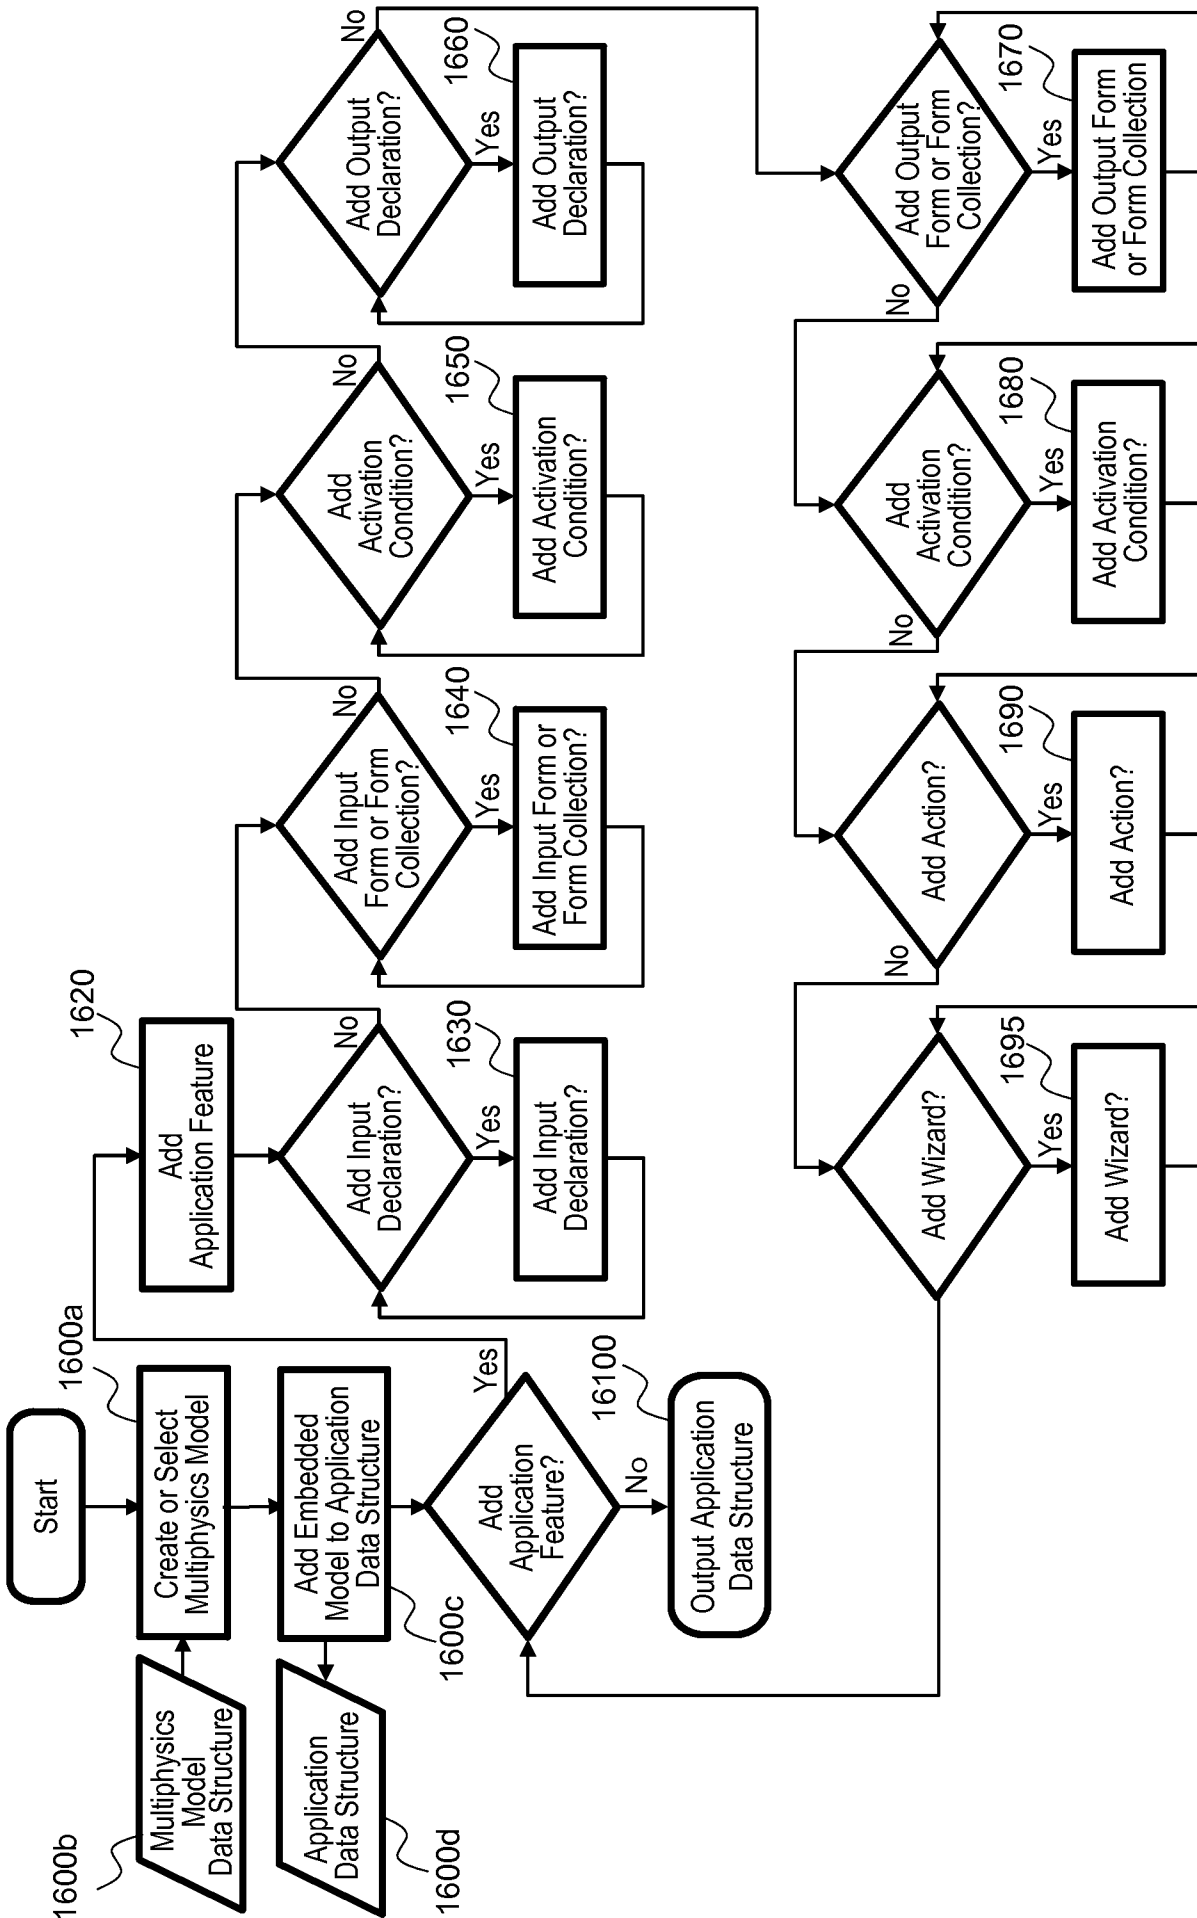 Start
1600a
Create or Select
Multiphysics Model
1600b
Multiphysics
Model
Data Structure
Add Embedded
Model to Application
Data Structure
1600c
Application
Data Structure
1600d
Add
Application
Feature?
Yes
No
16100
Output Application
Data Structure
1620
Add
Application Feature
Add Input
Declaration?
No
Yes
1630
Add Input
Declaration?
Add Input
Form or Form
Collection?
No
Yes
1640
Add Input Form or
Form Collection?
Add
Activation
Condition?
No
Yes
1650
Add Activation
Condition?
Add Output
Declaration?
No
Yes
1660
Add Output
Declaration?
Add Output
Form or Form
Collection?
No
Yes
1670
Add Output Form
or Form Collection
Add
Activation
Condition?
No
Yes
1680
Add Activation
Condition?
Add Action?
No
Yes
1690
Add Action?
Add Wizard?
Yes
1695
Add Wizard?